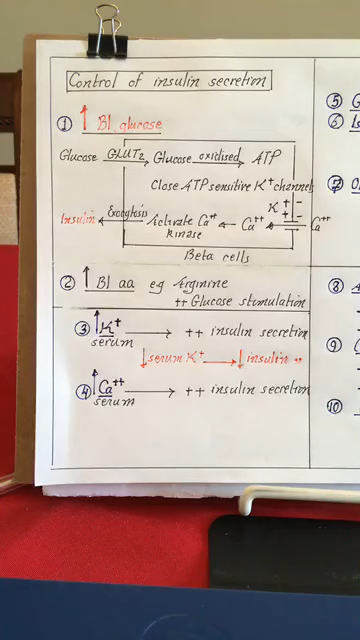 Control of insulin secretion
① ↑ Bl glucose
Glucose GLUT2 → Glucose oxidised → ATP
Close ATP sensitive K+ channels
K+ + -
+ -
Insulin ← Exocytosis Activate Ca++ ← Ca++ ← Ca++
kinase
Beta cells
② ↑ Bl aa eg Arginine
++ Glucose stimulation
③ ↑ K+ → ++ insulin secretion
serum
↓ serum K+ → ↓ insulin
④ ↑ Ca++ → ++ insulin secretion
serum
⑤
⑥
⑦
⑧
⑨
⑩